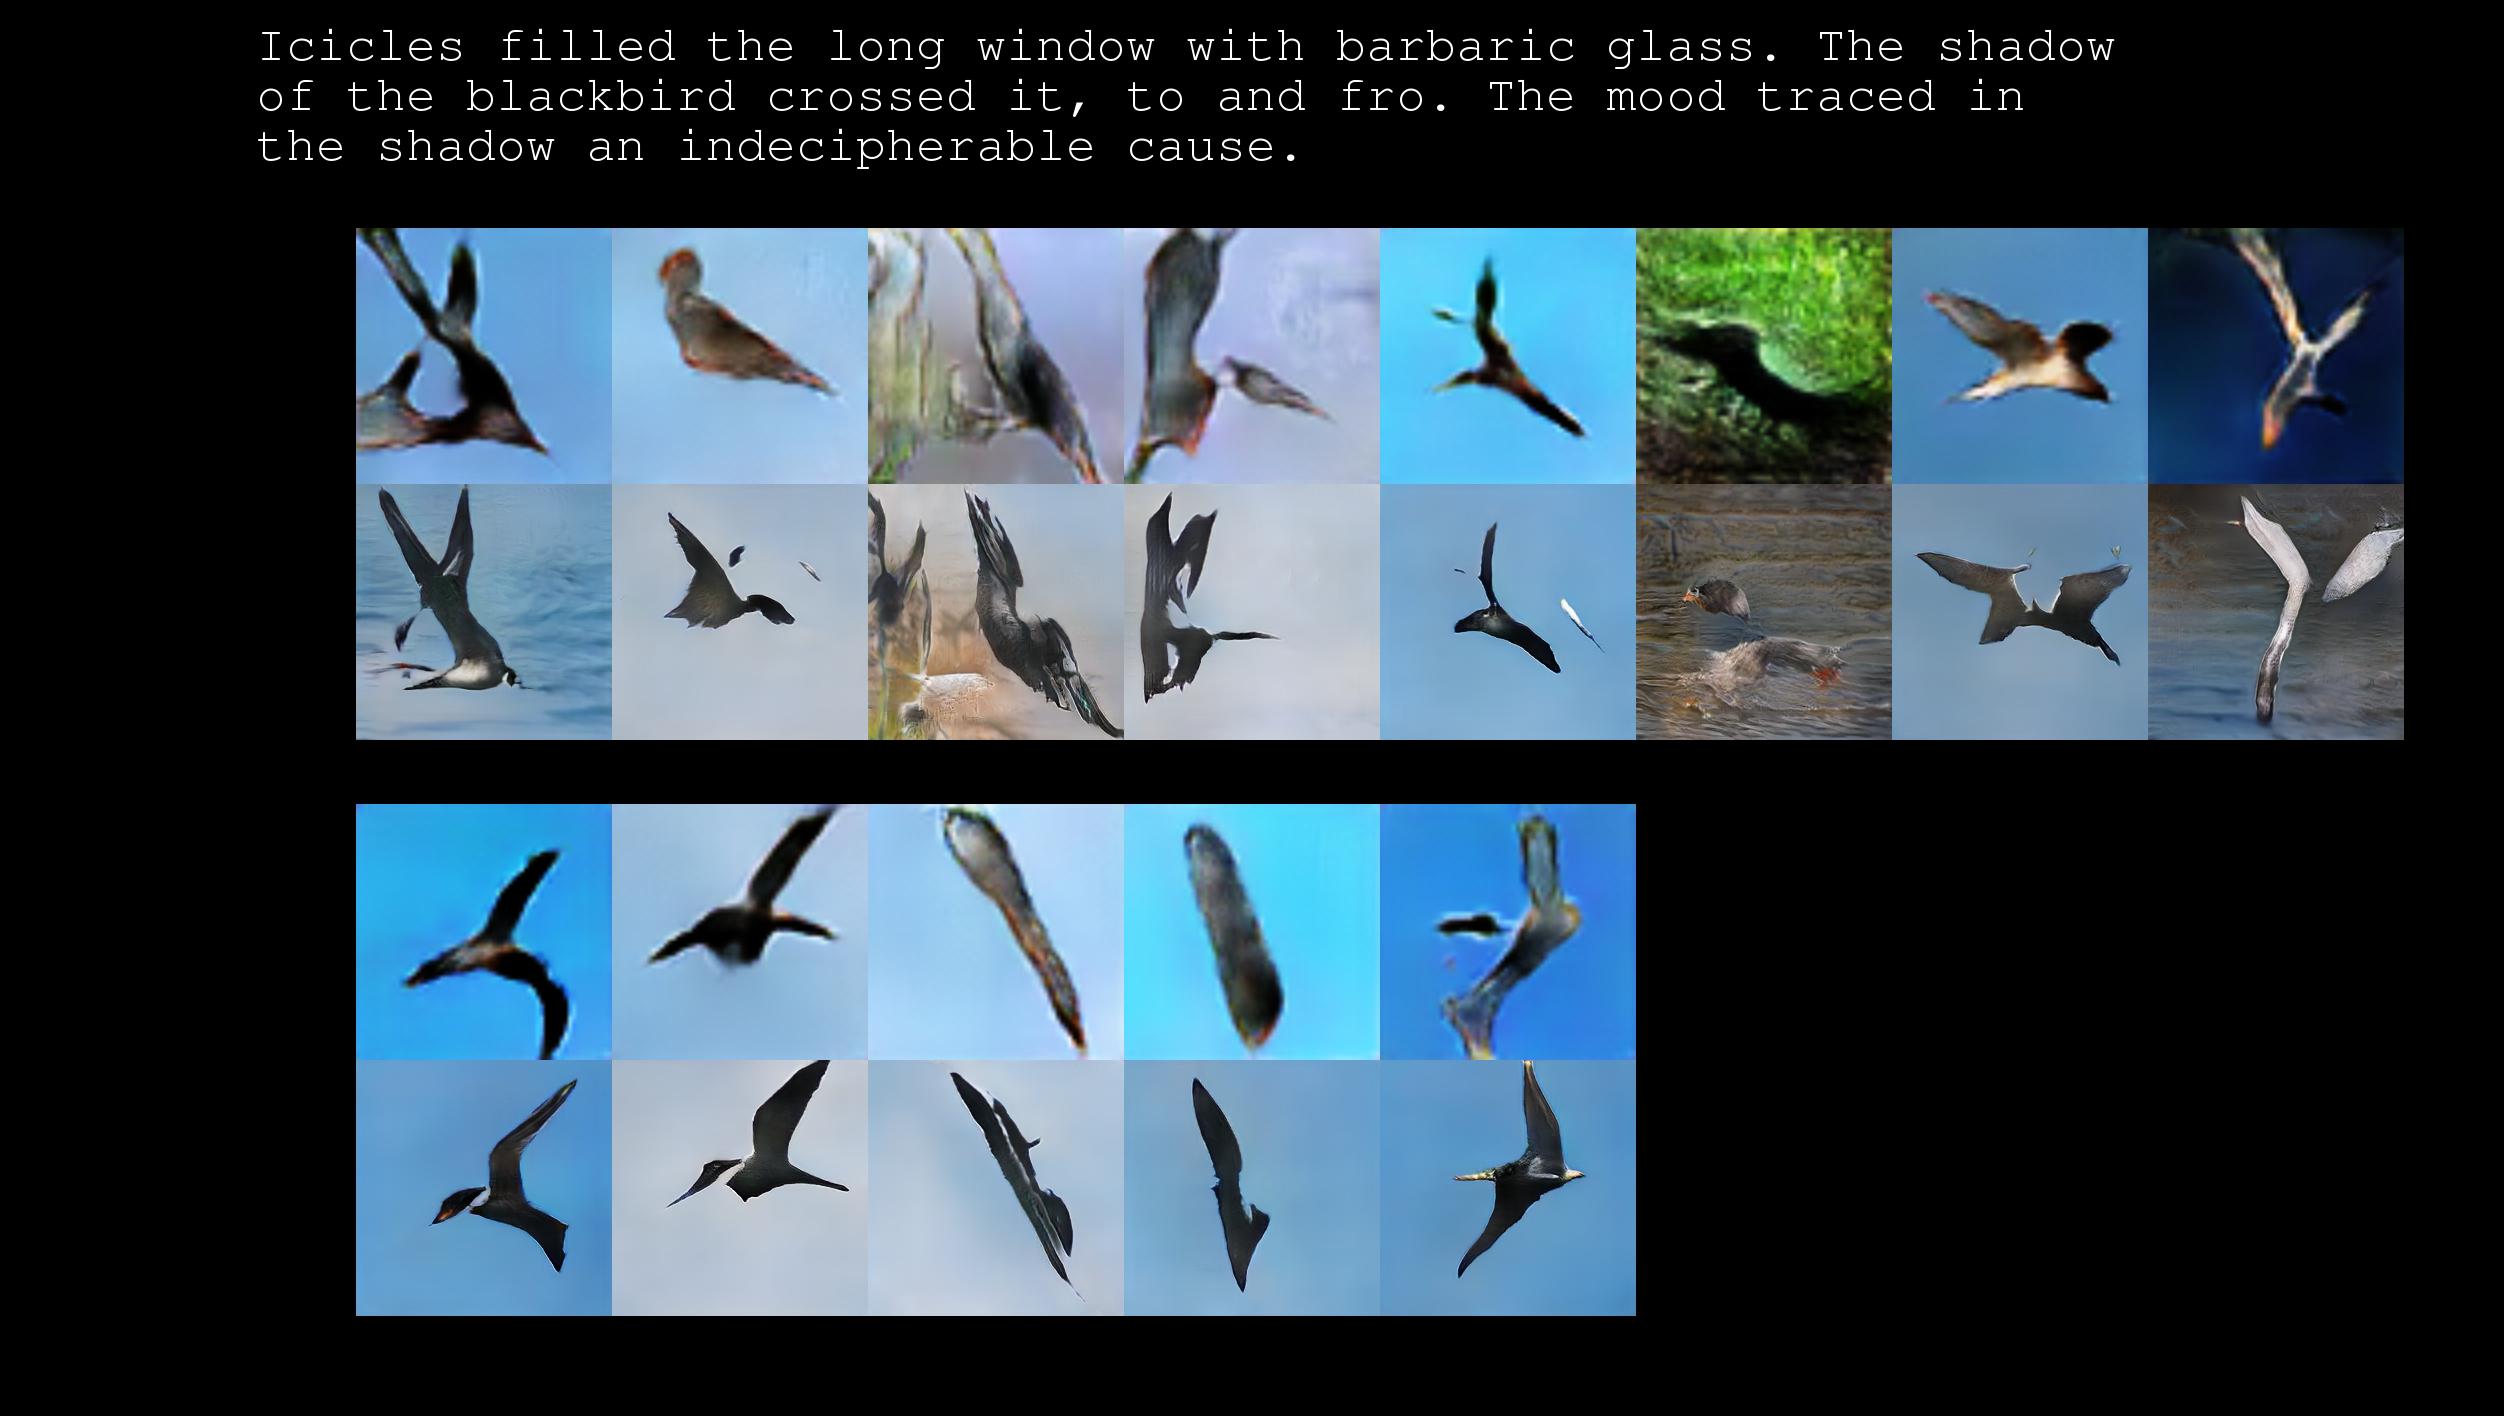 Icicles filled the long window with barbaric glass. The shadow
of the blackbird crossed it, to and fro. The mood traced in
the shadow an indecipherable cause.